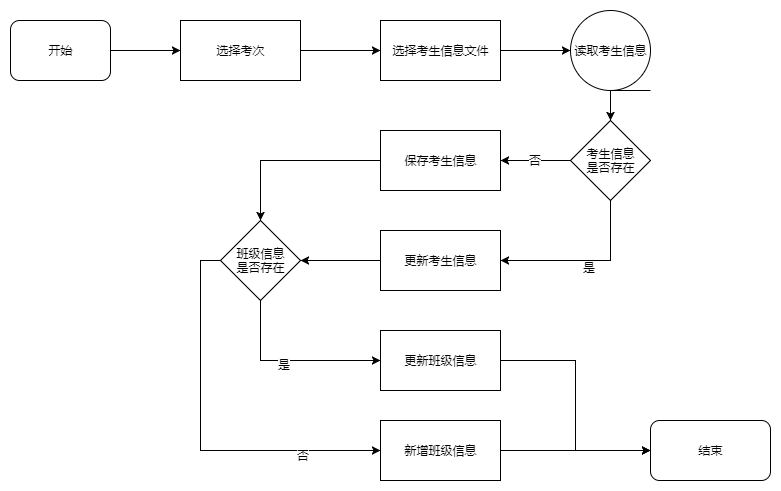 开始
选择考次
选择考生信息文件
读取考生信息
保存考生信息
否
考生信息
是否存在
班级信息
是否存在
更新考生信息
是
更新班级信息
是
新增班级信息
否
结束